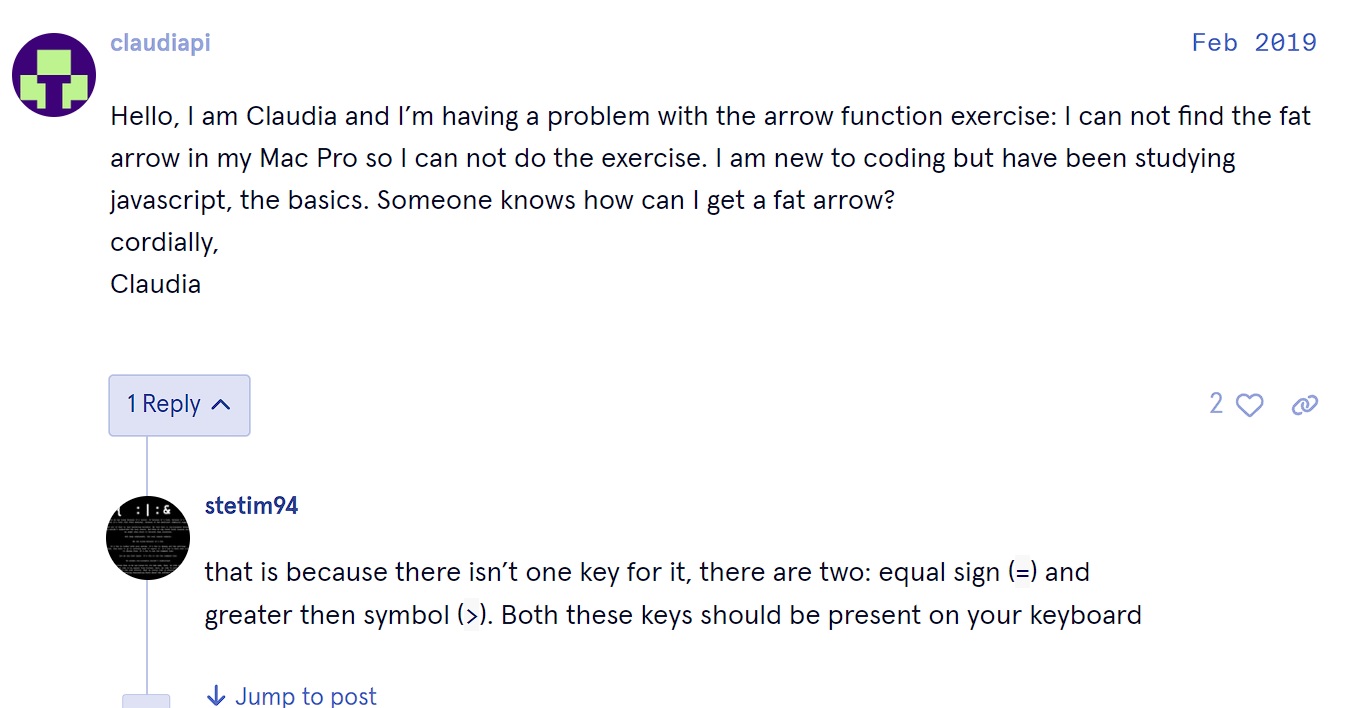 claudiapi
Feb 2019
Hello, I am Claudia and I’m having a problem with the arrow function exercise: I can not find the fat
arrow in my Mac Pro so I can not do the exercise. I am new to coding but have been studying
javascript, the basics. Someone knows how can I get a fat arrow?
cordially,
Claudia
1 Reply
2
stetim94
that is because there isn’t one key for it, there are two: equal sign (=) and
greater then symbol (>). Both these keys should be present on your keyboard
Jump to post